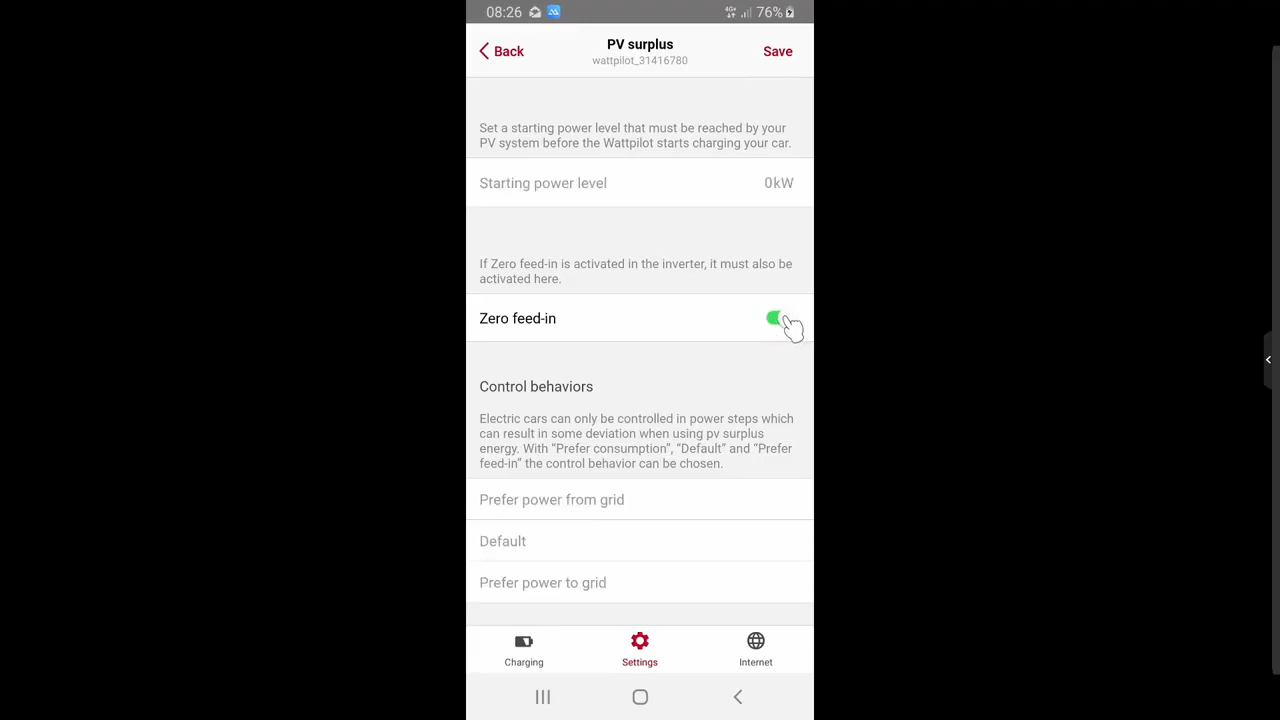 08:26
4G+ 76%
Back
PV surplus
Save
wattpilot_31416780
Set a starting power level that must be reached by your
PV system before the Wattpilot starts charging your car.
Starting power level 0kW
If Zero feed-in is activated in the inverter, it must also be
activated here.
Zero feed-in
Control behaviors
Electric cars can only be controlled in power steps which
can result in some deviation when using pv surplus
energy. With “Prefer consumption”, “Default” and “Prefer
feed-in” the control behavior can be chosen.
Prefer power from grid
Default
Prefer power to grid
Charging
Settings
Internet